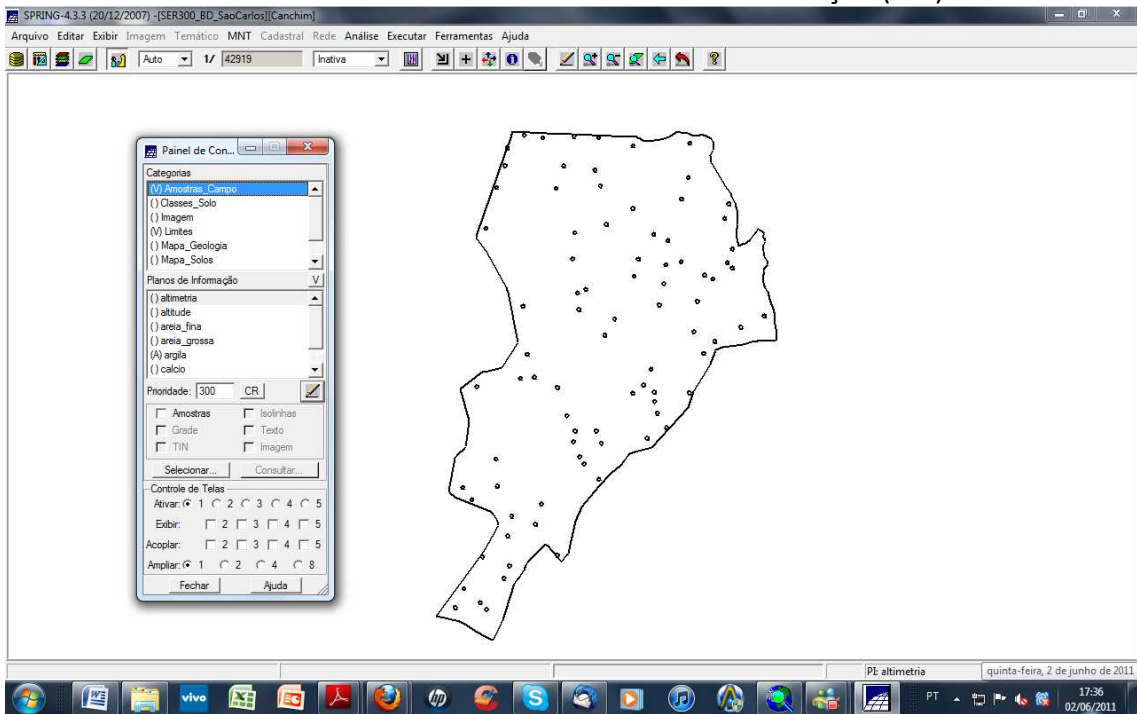 SPRING-4.3.3 (20/12/2007) -[SER300_BD_SaoCarlos][Canchim]
Arquivo Editar Exibir Imagem Temático MNT Cadastral Rede Análise Executar Ferramentas Ajuda
Auto 1/ 42919 Inativa
Painel de Con...
Categorias
(V) Amostras_Campo
( ) Classes_Solo
( ) Imagem
(V) Limites
( ) Mapa_Geologia
( ) Mapa_Solos
Planos de Informação V
( ) altimetria
( ) altitude
( ) areia_fina
( ) areia_grossa
(A) argila
( ) calcio
Prioridade: 300 CR
Amostras Isolinhas
Grade Texto
TIN Imagem
Selecionar... Consultar...
Controle de Telas
Ativar: 1 2 3 4 5
Exibir: 2 3 4 5
Acoplar: 2 3 4 5
Ampliar: 1 2 4 8
Fechar Ajuda
PI: altimetria quinta-feira, 2 de junho de 2011
vivo hp PT 17:36
02/06/2011